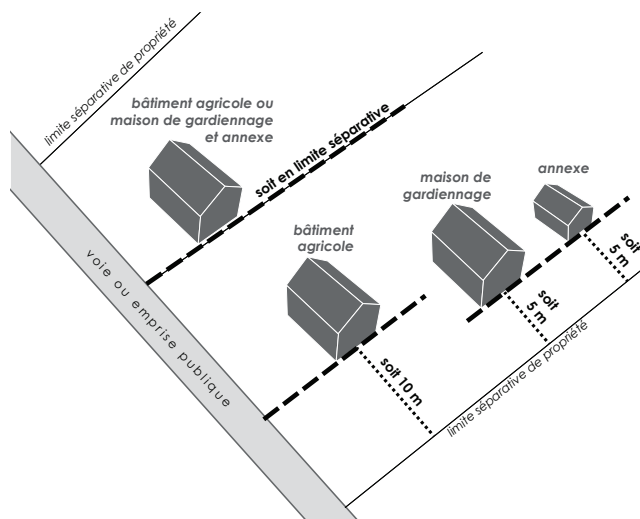 limite séparative de propriété
bâtiment agricole ou
maison de gardiennage
et annexe
soit en limite séparative
maison de
gardiennage
annexe
bâtiment
agricole
voie ou emprise publique
soit
5 m
soit
5 m
soit 10 m
limite séparative de propriété